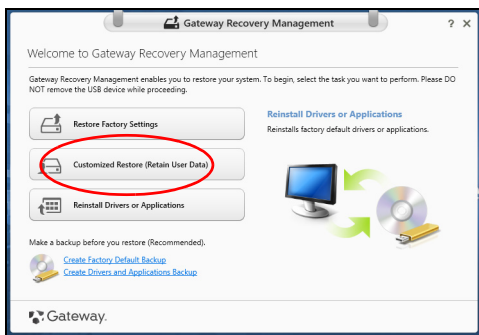 Gateway Recovery Management
? X
Welcome to Gateway Recovery Management
Gateway Recovery Management enables you to restore your system. To begin, select the task you want to perform. Please DO
NOT remove the USB device while proceeding.
Restore Factory Settings
Customized Restore (Retain User Data)
Reinstall Drivers or Applications
Reinstall Drivers or Applications
Reinstalls factory default drivers or applications.
Make a backup before you restore (Recommended).
Create Factory Default Backup
Create Drivers and Applications Backup
Gateway.